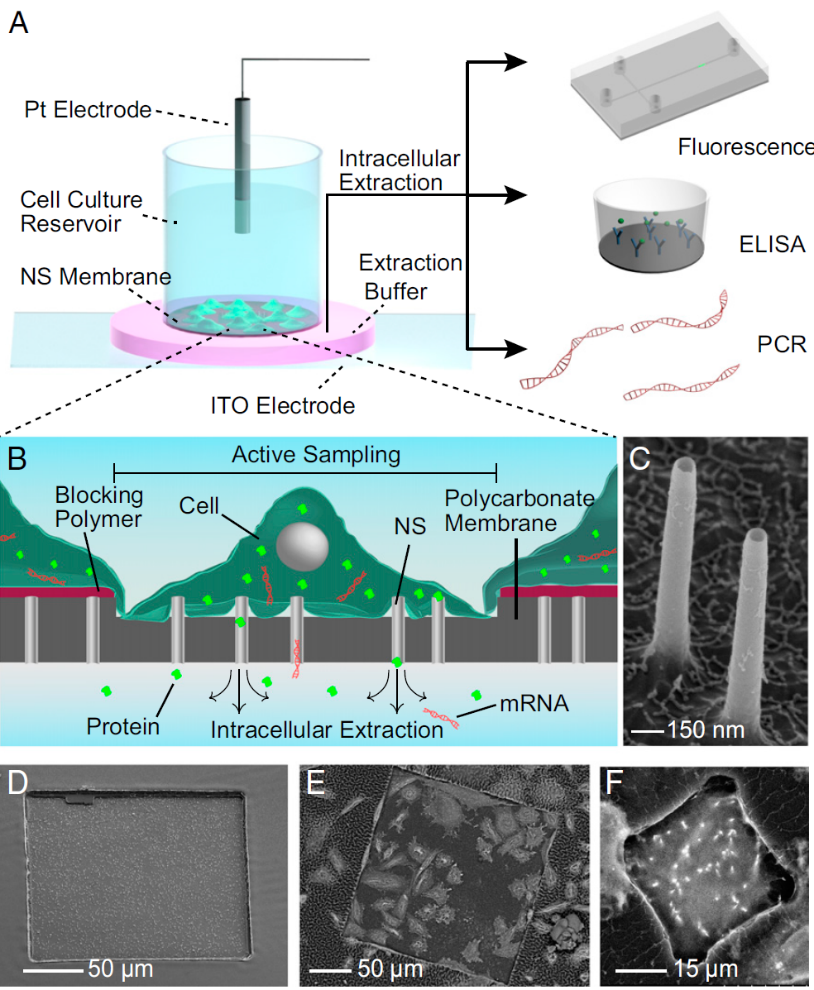 A
Pt Electrode
Cell Culture
Reservoir
NS Membrane
Intracellular
Extraction
Extraction
Buffer
ITO Electrode
Fluorescence
ELISA
PCR
B
Active Sampling
Blocking
Polymer
Cell
NS
Polycarbonate
Membrane
Protein
Intracellular Extraction
mRNA
C
150 nm
D
50 µm
E
50 µm
F
15 µm